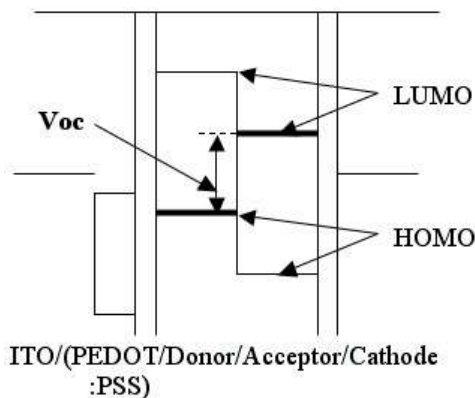 LUMO
Voc
HOMO
ITO/(PEDOT/Donor/Acceptor/Cathode
:PSS)